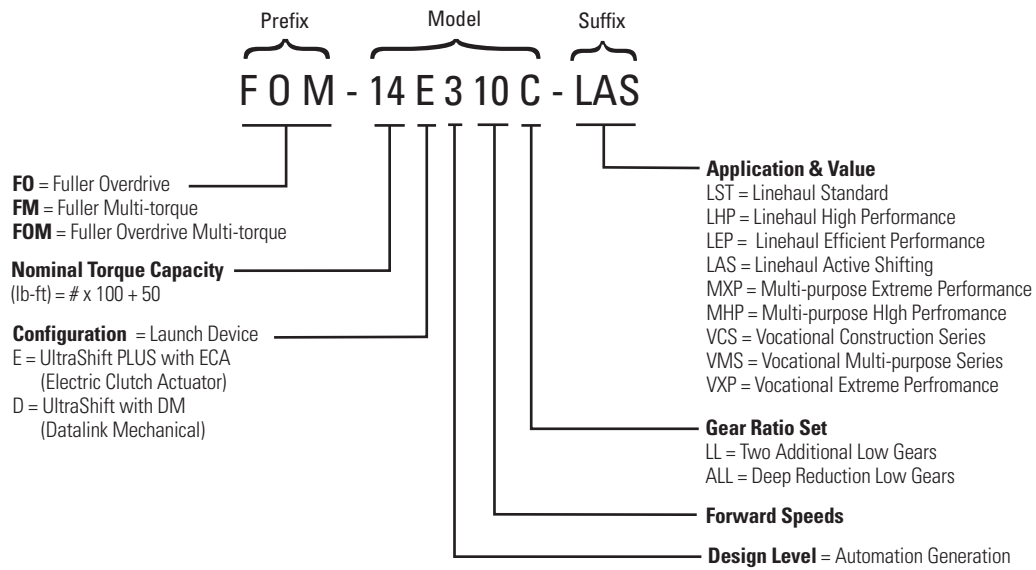 Prefix
Model
Suffix
F O M - 14 E 3 10 C - LAS
FO = Fuller Overdrive
FM = Fuller Multi-torque
FOM = Fuller Overdrive Multi-torque
Nominal Torque Capacity
(lb-ft) = # x 100 + 50
Configuration = Launch Device
E = UltraShift PLUS with ECA
(Electric Clutch Actuator)
D = UltraShift with DM
(Datalink Mechanical)
Application & Value
LST = Linehaul Standard
LHP = Linehaul High Performance
LEP = Linehaul Efficient Performance
LAS = Linehaul Active Shifting
MXP = Multi-purpose Extreme Performance
MHP = Multi-purpose HIgh Perfromance
VCS = Vocational Construction Series
VMS = Vocational Multi-purpose Series
VXP = Vocational Extreme Perfromance
Gear Ratio Set
LL = Two Additional Low Gears
ALL = Deep Reduction Low Gears
Forward Speeds
Design Level = Automation Generation